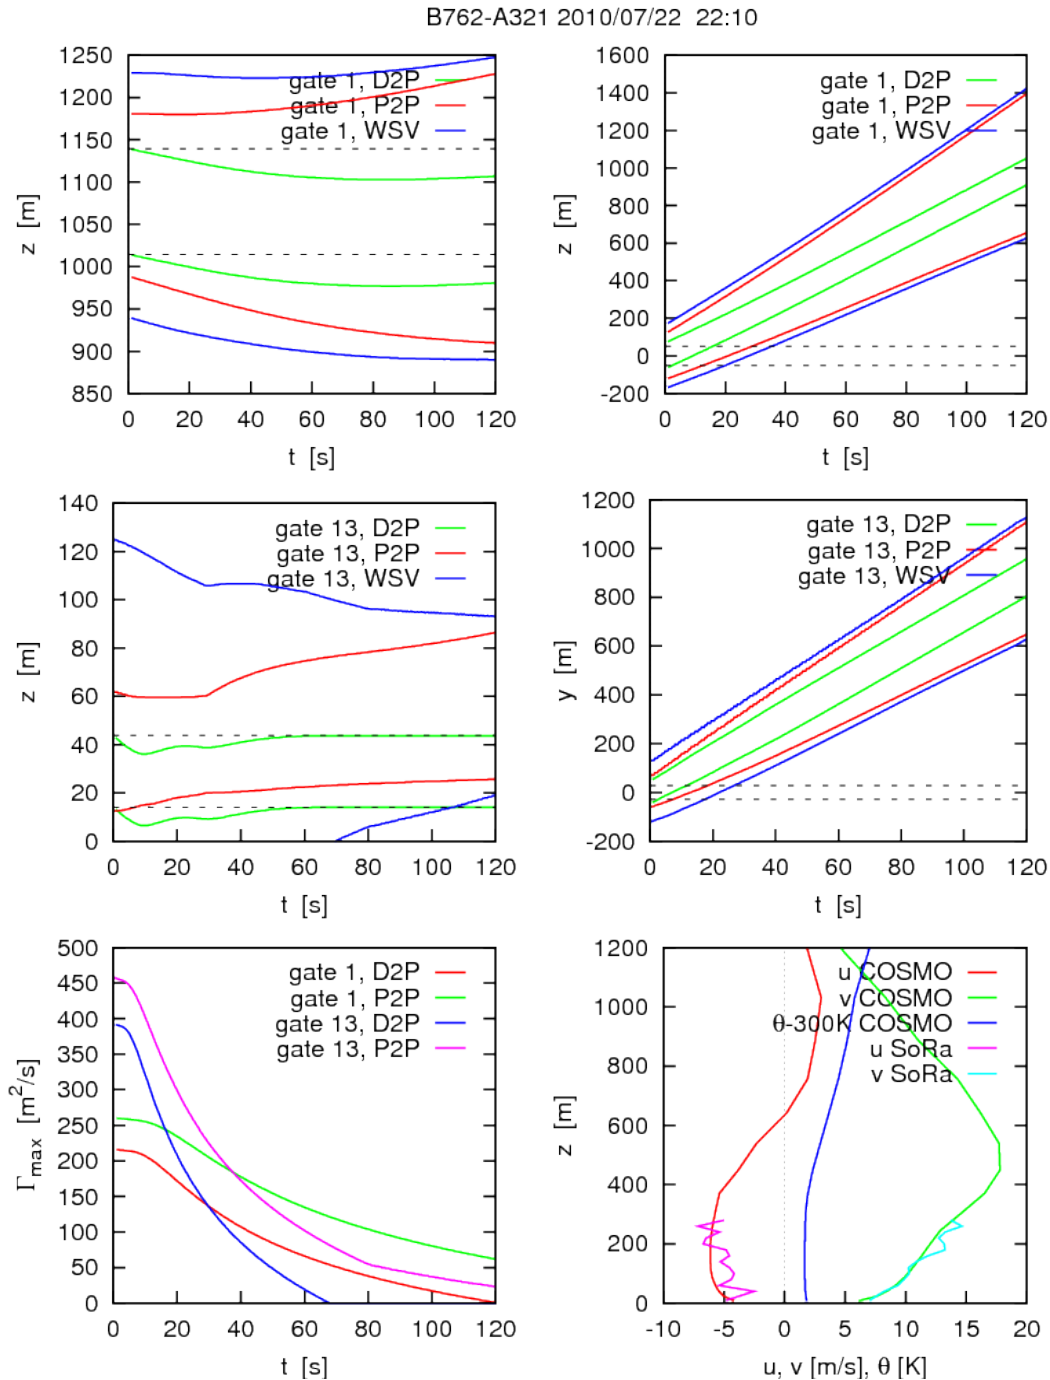 B762-A321 2010/07/22  22:10
1250
1200
1150
1100
1050
1000
950
900
850
z [m]
gate 1, D2P
gate 1, P2P
gate 1, WSV
0 20 40 60 80 100 120
t [s]
1600
1400
1200
1000
800
600
400
200
0
-200
z [m]
gate 1, D2P
gate 1, P2P
gate 1, WSV
0 20 40 60 80 100 120
t [s]
140
120
100
80
60
40
20
0
z [m]
gate 13, D2P
gate 13, P2P
gate 13, WSV
0 20 40 60 80 100 120
t [s]
1200
1000
800
600
400
200
0
-200
y [m]
gate 13, D2P
gate 13, P2P
gate 13, WSV
0 20 40 60 80 100 120
t [s]
500
450
400
350
300
250
200
150
100
50
0
Γmax [m²/s]
gate 1, D2P
gate 1, P2P
gate 13, D2P
gate 13, P2P
0 20 40 60 80 100 120
t [s]
1200
1000
800
600
400
200
0
z [m]
u COSMO
v COSMO
θ-300K COSMO
u SoRa
v SoRa
-10 -5 0 5 10 15 20
u, v [m/s], θ [K]